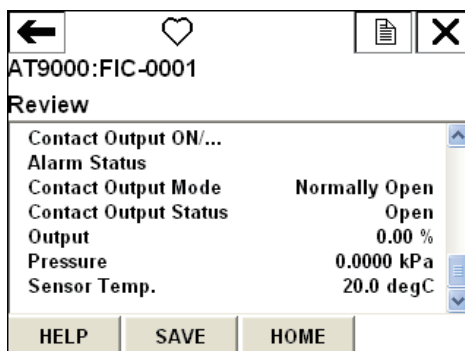 AT9000:FIC-0001
Review
Contact Output ON/...
Alarm Status
Contact Output Mode Normally Open
Contact Output Status Open
Output 0.00 %
Pressure 0.0000 kPa
Sensor Temp. 20.0 degC
HELP SAVE HOME